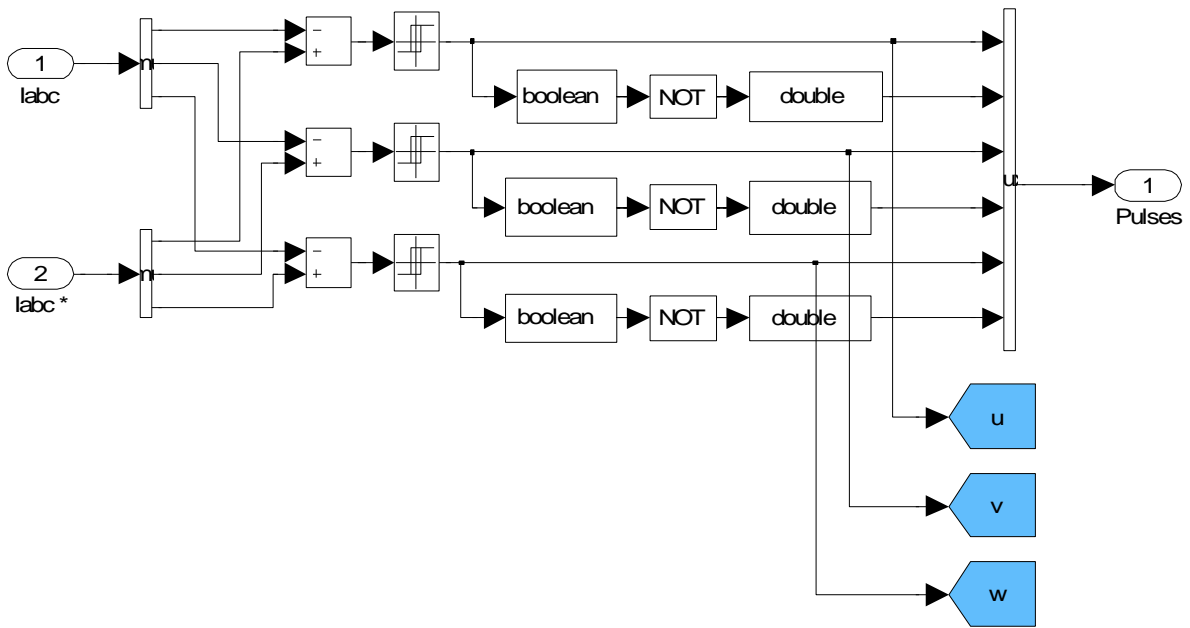 1
Iabc
2
Iabc *
−
+
−
+
−
+
boolean
NOT
double
boolean
NOT
double
boolean
NOT
double
1
Pulses
u
v
w